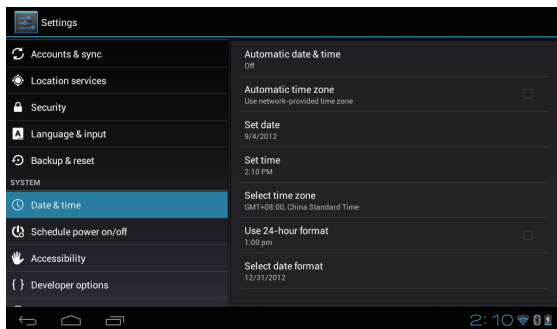 Settings
Accounts & sync
Location services
Security
A Language & input
Backup & reset
SYSTEM
Date & time
Schedule power on/off
Accessibility
{ } Developer options
Automatic date & time
Off
Automatic time zone
Use network-provided time zone
Set date
9/4/2012
Set time
2:10 PM
Select time zone
GMT+08:00, China Standard Time
Use 24-hour format
1:00 pm
Select date format
12/31/2012
2:10